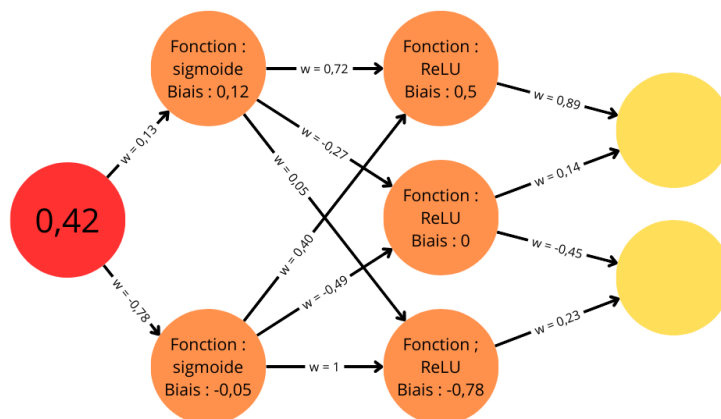 Fonction :
sigmoide
Biais : 0,12
Fonction :
ReLU
Biais : 0,5
w = 0,72
w = 0,89
w = 0,13
w = -0,27
w = 0,05
w = 0,14
0,42
Fonction :
ReLU
Biais : 0
w = 0,40
w = -0,45
w = -0,78
w = -0,49
w = 0,23
Fonction :
sigmoide
Biais : -0,05
w = 1
Fonction ;
ReLU
Biais : -0,78